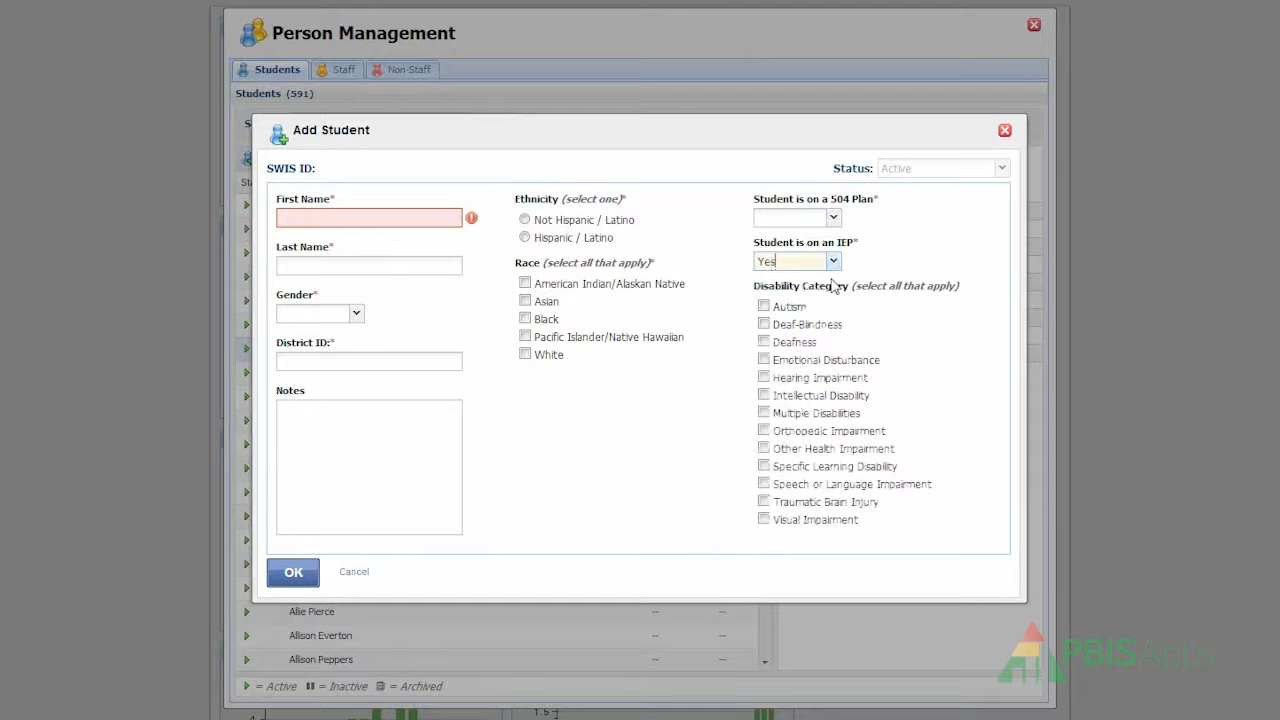 Person Management
Students
Staff
Non-Staff
Students (591)
Add Student
SWIS ID:
Status: Active
First Name*
Last Name*
Gender*
District ID:*
Notes
Ethnicity (select one)*
Not Hispanic / Latino
Hispanic / Latino
Race (select all that apply)*
American Indian/Alaskan Native
Asian
Black
Pacific Islander/Native Hawaiian
White
Student is on a 504 Plan*
Student is on an IEP*
Yes
Disability Category (select all that apply)
Autism
Deaf-Blindness
Deafness
Emotional Disturbance
Hearing Impairment
Intellectual Disability
Multiple Disabilities
Orthopedic Impairment
Other Health Impairment
Specific Learning Disability
Speech or Language Impairment
Traumatic Brain Injury
Visual Impairment
OK
Cancel
Allie Pierce -- --
Allison Everton -- --
Allison Peppers -- --
= Active = Inactive = Archived
PBISApps
1.5